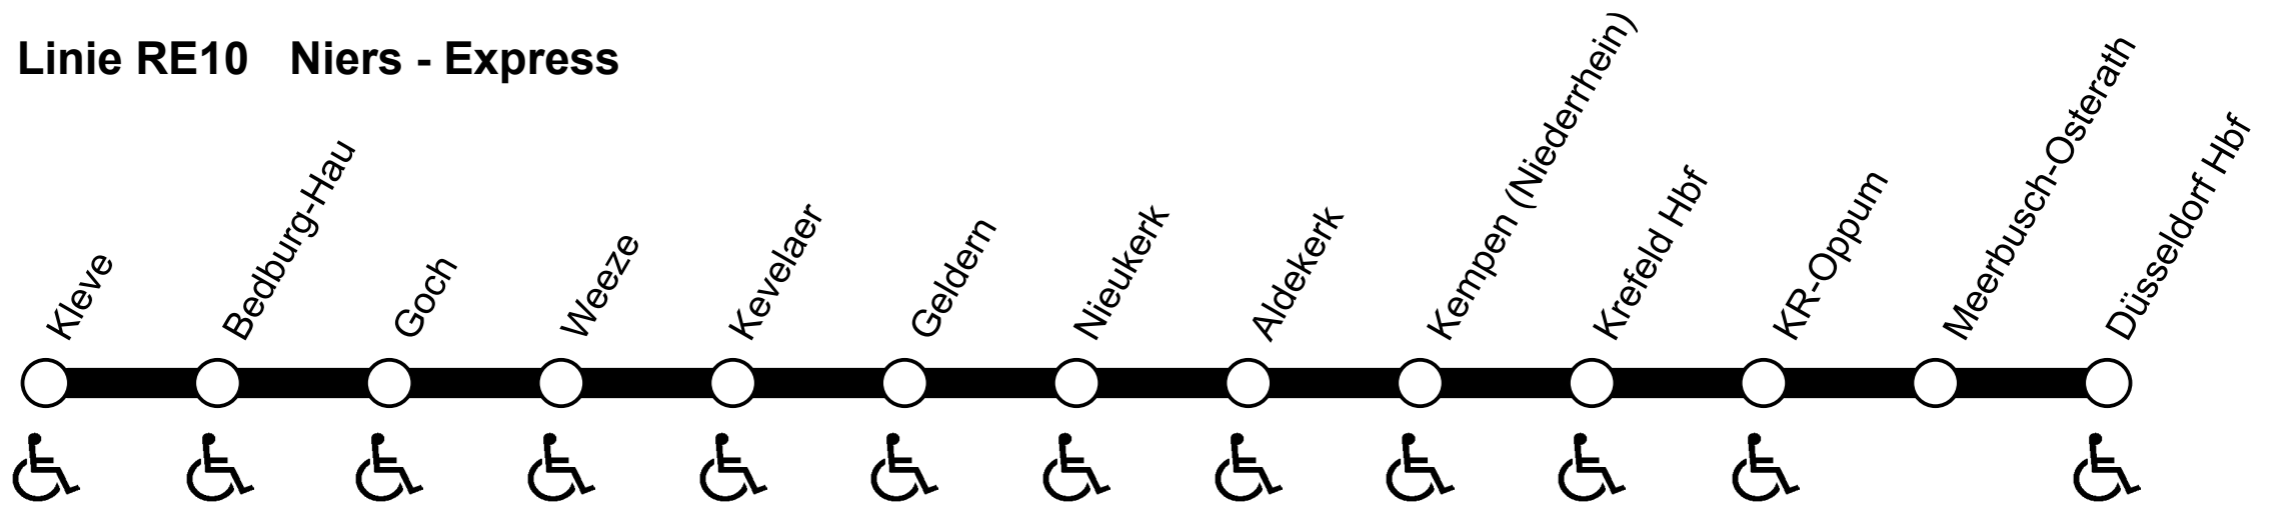 Linie RE10 Niers - Express
Kleve
Bedburg-Hau
Goch
Weeze
Kevelaer
Geldern
Nieukerk
Aldekerk
Kempen (Niederrhein)
Krefeld Hbf
KR-Oppum
Meerbusch-Osterath
Düsseldorf Hbf